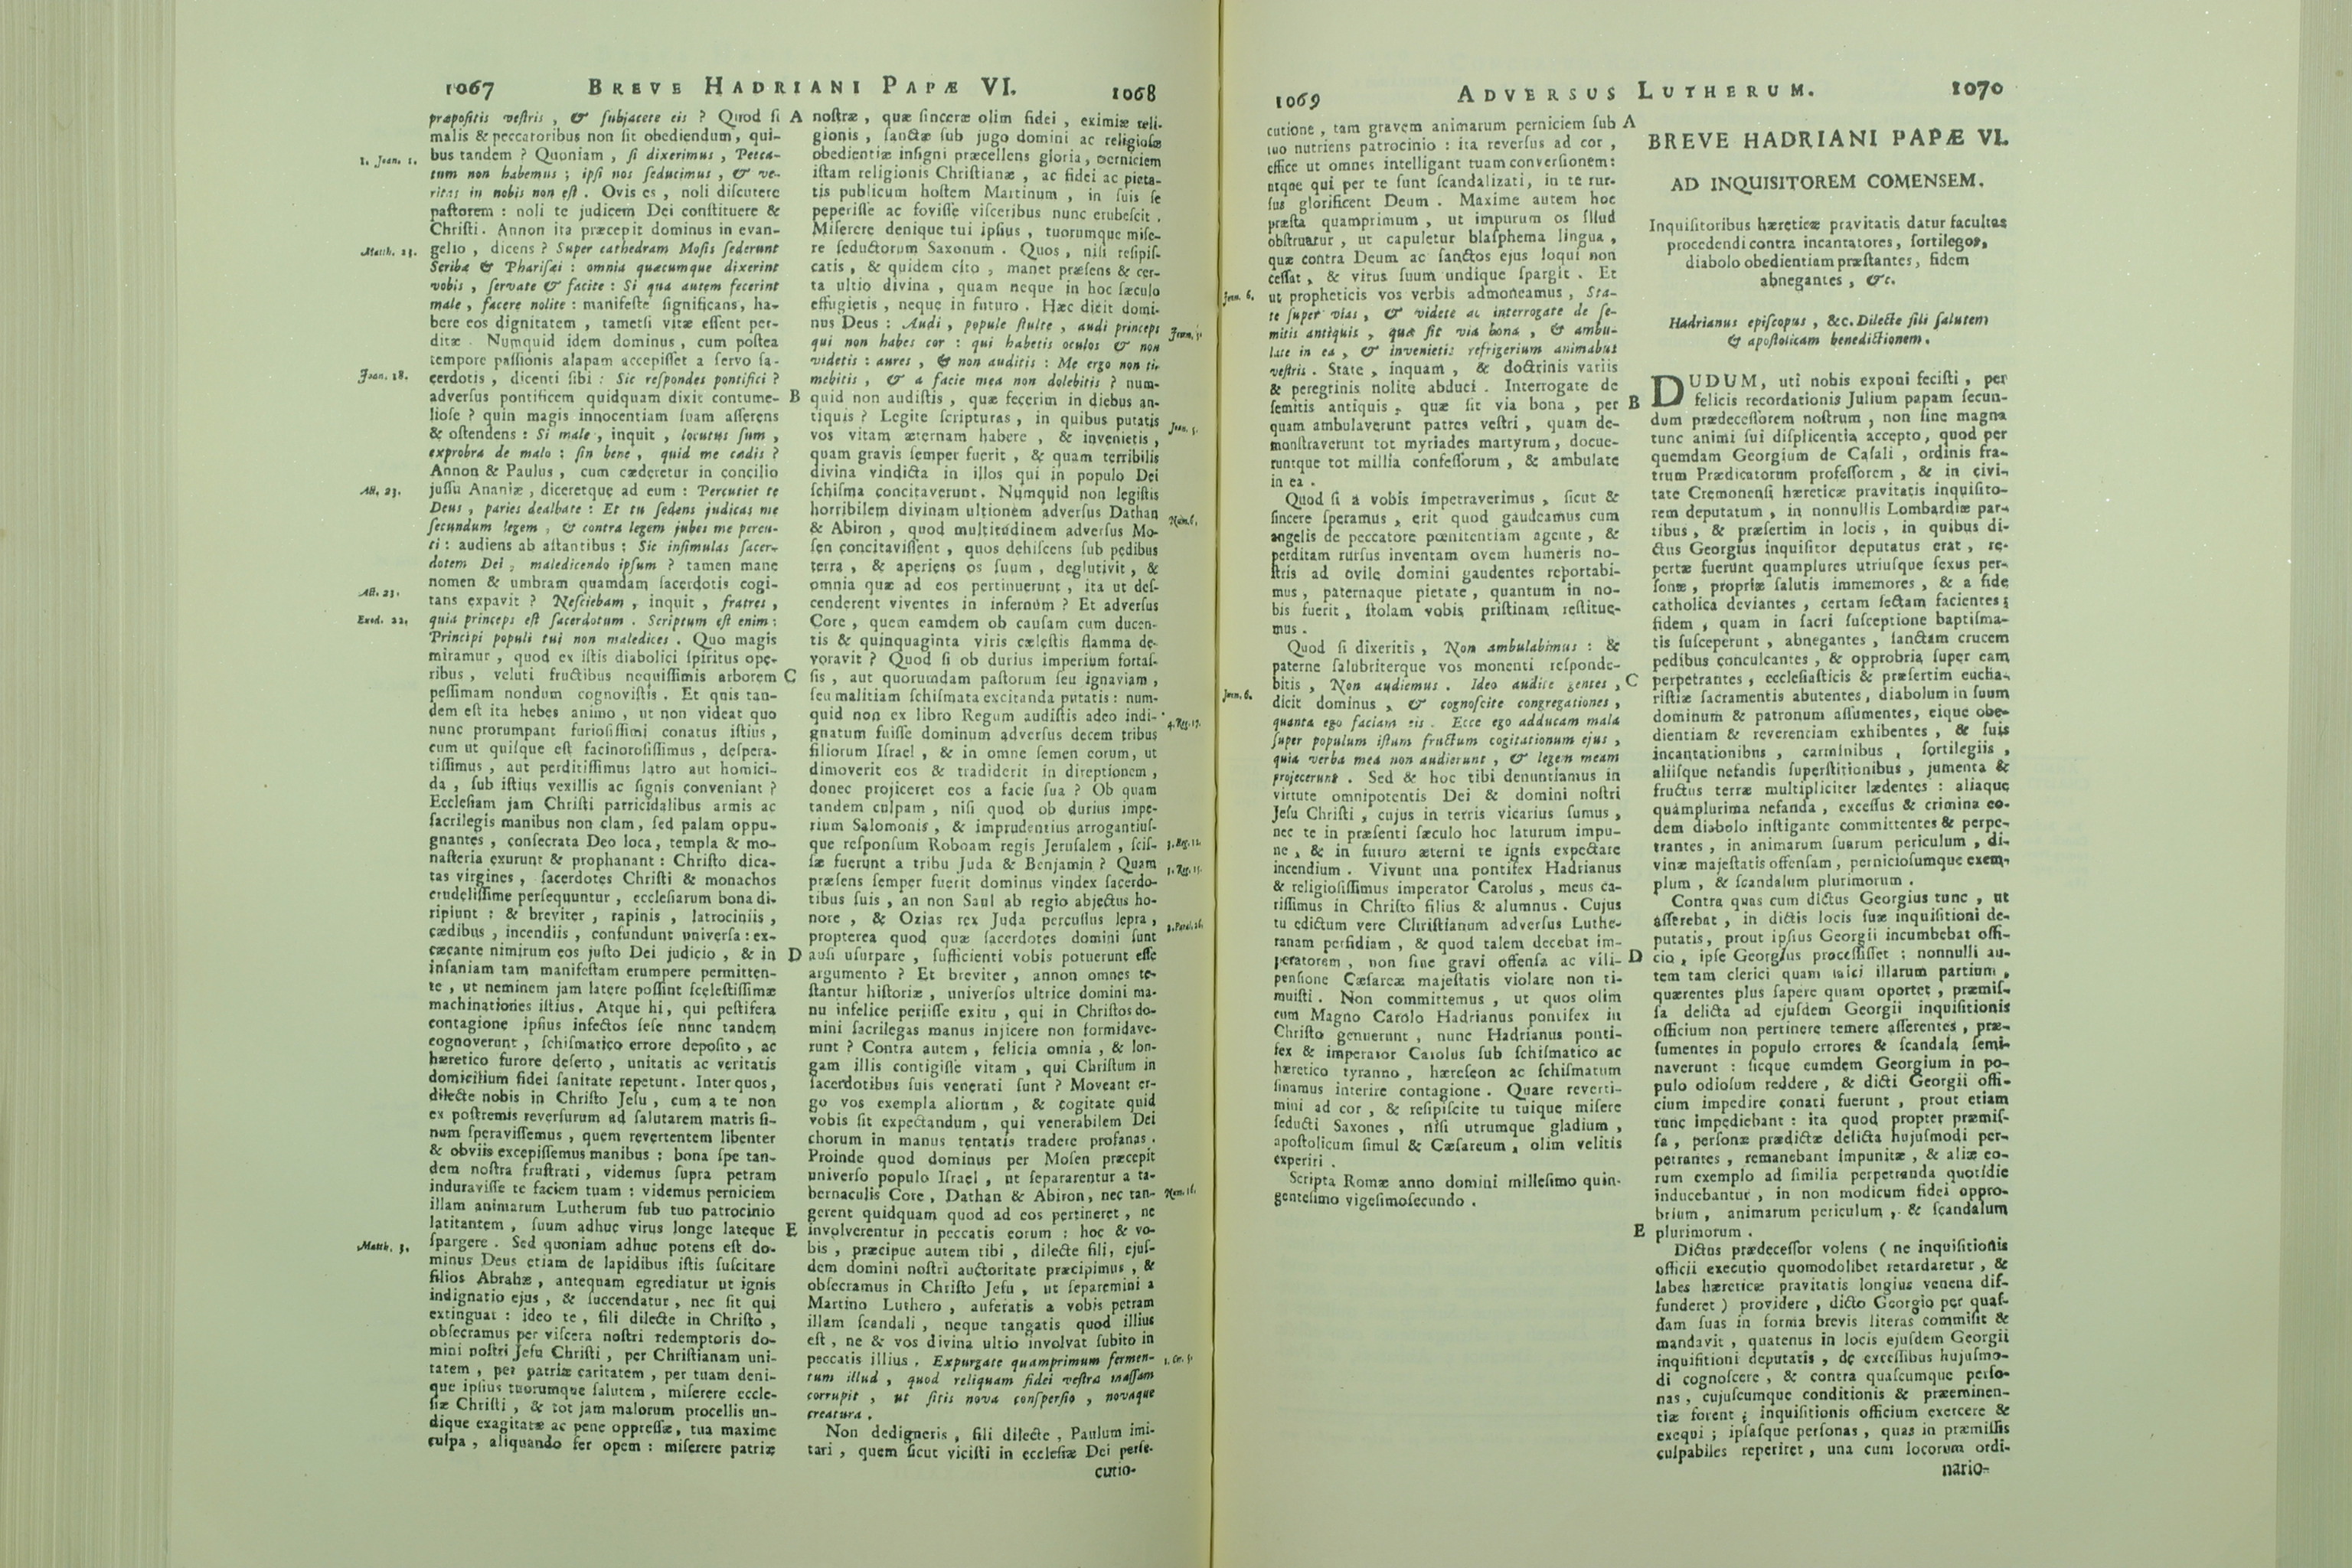 1067 BREVE HADRIANI PAPÆ VI. 1068
præpositis vestris, & subjacete eis? Quod si
malis & peccatoribus non sit obediendum, qui-
bus tandem? Quoniam, si dixerimus, Pecca-
tum non habemus; ipsi nos seducimus, & ve-
ritas in nobis non est. Ovis es, noli discutere
pastorem: noli te judicem Dei constituere &
Christi. Annon ita præcepit dominus in evan-
gelio, dicens? Super cathedram Mosis sederunt
Scribæ & Pharisæi: omnia quæcumque dixerint
vobis, servate & facite: Si qua autem fecerint
male, facere nolite: manifeste significans, ha-
bere eos dignitatem, tametsi vitæ essent per-
ditæ. Numquid idem dominus, cum postea
tempore passionis alapam accepisset a servo sa-
cerdotis, dicenti sibi: Sic respondes pontifici?
adversus pontificem quidquam dixit contume-
liose? quin magis innocentiam suam asserens
& ostendens: Si male, inquit, locutus sum,
exprobra de malo: sin bene, quid me cædis?
Annon & Paulus, cum cæderetur in concilio
jussu Ananiæ, diceretque ad eum: Percutiet te
Deus, paries dealbate: Et tu sedens judicas me
secundum legem, & contra legem jubes me percu-
ti: audiens ab astantibus: Sic insimulas sacer-
dotem Dei, maledicendo ipsum? tamen mane
nomen & umbram quamdam sacerdotis cogi-
tans expavit? Nesciebam, inquit, fratres,
quia princeps est sacerdotum. Scriptum est enim:
Principi populi tui non maledices. Quo magis
miramur, quod ex istis diabolici spiritus ope-
ribus, veluti fructibus nequissimis arborem
pessimam nondum cognovistis. Et quis tan-
dem est ita hebes animo, ut non videat quo
nunc prorumpant furiosissimi conatus istius,
cum ut quisque est facinorosissimus, despera-
tissimus, aut perditissimus latro aut homici-
da, sub istius vexillis ac signis conveniant?
Ecclesiam jam Christi parricidalibus armis ac
sacrilegis manibus non clam, sed palam oppu-
gnantes, consecrata Deo loca, templa & mo-
nasteria exurunt & prophanant: Christo dica-
tas virgines, sacerdotes Christi & monachos
crudelissime persequuntur, ecclesiarum bona di-
ripiunt: & breviter, rapinis, latrociniis,
cædibus, incendiis, confundunt universa: ex-
cæcante nimirum eos justo Dei judicio, & in
insaniam tam manifestam erumpere permitten-
te, ut neminem jam latere possint scelestissimæ
machinationes istius. Atque hi, qui pestifera
contagione ipsius infectos sese nunc tandem
cognoverunt, schismatico errore deposito, ac
hæretico furore deserto, unitatis ac veritatis
domicilium fidei sanitate repetunt. Inter quos,
dilecte nobis in Christo Jesu, cum a te non
ex postremis reversurum ad salutarem matris si-
num speravissemus, quem revertentem libenter
& obviis excepissemus manibus: bona spe tan-
dem nostra frustrati, videmus supra petram
induravisse te faciem tuam: videmus perniciem
illam animarum Lutherum sub tuo patrocinio
latitantem, suum adhuc virus longe lateque
spargere. Sed quoniam adhuc potens est do-
minus Deus etiam de lapidibus istis suscitare
filios Abrahæ, antequam egrediatur ut ignis
indignatio ejus, & succendatur, nec sit qui
extinguat: ideo te, fili dilecte in Christo,
obsecramus per viscera nostri redemptoris do-
mini nostri Jesu Christi, per Christianam uni-
tatem, per patriæ caritatem, per tuam deni-
que ipsius tuorumque salutem, miserere eccle-
siæ Christi, & tot jam malorum procellis un-
dique exagitatæ ac pene oppressæ, tua maxime
culpa, aliquando fer opem: miserere patriæ
1. Joan. 1.
Matth. 23.
Joan. 18.
Act. 23.
Act. 23.
Exod. 22.
Matth. 3.
A
B
C
D
E
nostræ, quæ sinceræ olim fidei, eximiæ reli-
gionis, sanctæ sub jugo domini ac religiosæ
obedientiæ insigni præcellens gloria, perniciem
istam religionis Christianæ, ac fidei ac pieta-
tis publicum hostem Martinum, in suis se
peperisse ac fovisse visceribus nunc erubescit.
Miserere denique tui ipsius, tuorumque mise-
re seductorum Saxonum. Quos, nisi resipis-
catis, & quidem cito, manet præsens & cer-
ta ultio divina, quam neque in hoc sæculo
effugietis, neque in futuro. Hæc dicit domi-
nus Deus: Audi, popule stulte, audi princeps
qui non habes cor: qui habetis oculos & non
videtis: aures, & non auditis: Me ergo non ti-
mebitis, & a facie mea non dolebitis? num-
quid non audistis, quæ fecerim in diebus an-
tiquis? Legite scripturas, in quibus putatis
vos vitam æternam habere, & invenietis,
quam gravis semper fuerit, & quam terribilis
divina vindicta in illos qui in populo Dei
schisma concitaverunt. Numquid non legistis
horribilem divinam ultionem adversus Dathan
& Abiron, quod multitudinem adversus Mo-
sen concitavissent, quos dehiscens sub pedibus
terra, & aperiens os suum, deglutivit, &
omnia quæ ad eos pertinuerunt, ita ut des-
cenderent viventes in infernum? Et adversus
Core, quem eamdem ob causam cum ducen-
tis & quinquaginta viris cælestis flamma de-
voravit? Quod si ob durius imperium fortas-
sis, aut quorumdam pastorum seu ignaviam,
seu malitiam schismata excitanda putatis: num-
quid non ex libro Regum audistis adeo indi-
gnatum fuisse dominum adversus decem tribus
filiorum Israel, & in omne semen eorum, ut
dimoverit eos & tradiderit in direptionem,
donec projiceret eos a facie sua? Ob quam
tandem culpam, nisi quod ob durius impe-
rium Salomonis, & imprudentius arrogantius-
que responsum Roboam regis Jerusalem, scis-
sæ fuerunt a tribu Juda & Benjamin? Quam
præsens semper fuerit dominus vindex sacerdo-
tibus suis, an non Saul ab regio abjectus ho-
nore, & Ozias rex Juda percussus lepra,
propterea quod quæ sacerdotes domini sunt
ausi usurpare, sufficienti vobis potuerunt esse
argumento? Et breviter, annon omnes te-
stantur historiæ, universos ultrice domini ma-
nu infelice periisse exitu, qui in Christos do-
mini sacrilegas manus injicere non formidave-
runt? Contra autem, felicia omnia, & lon-
gam illis contigisse vitam, qui Christum in
sacerdotibus suis venerati sunt? Moveant er-
go vos exempla aliorum, & cogitate quid
vobis sit expectandum, qui venerabilem Dei
chorum in manus tentatis tradere profanas.
Proinde quod dominus per Mosen præcepit
universo populo Israel, ut separarentur a ta-
bernaculis Core, Dathan & Abiron, nec tan-
gerent quidquam quod ad eos pertineret, ne
involverentur in peccatis eorum: hoc & vo-
bis, præcipue autem tibi, dilecte fili, ejus-
dem domini nostri auctoritate præcipimus, &
obsecramus in Christo Jesu, ut separemini a
Martino Luthero, auferatis a vobis petram
illam scandali, neque tangatis quod illius
est, ne & vos divina ultio involvat subito in
peccatis illius. Expurgate quamprimum fermen-
tum illud, quod reliquam fidei vestræ massam
corrupit, ut sitis nova conspersio, novaque
creatura.
Non dedigneris, fili dilecte, Paulum imi-
tari, quem sicut vicisti in ecclesiæ Dei perse-
cutio-
Jerem. 5.
Joan. 5.
4. Reg. 17.
3. Reg. 12.
1. Reg. 15.
2. Paral. 26.
Num. 16.
1. Cor. 5.
1069 ADVERSUS LUTHERUM. 1070
cutione, tam gravem animarum perniciem sub
tuo nutriens patrocinio: ita reversus ad cor,
effice ut omnes intelligant tuam conversionem:
utque qui per te sunt scandalizati, in te rur-
sus glorificent Deum. Maxime autem hoc
præsta quamprimum, ut impurum os illud
obstruatur, ut capuletur blasphema lingua,
quæ contra Deum ac sanctos ejus loqui non
cessat, & virus suum undique spargit. Et
ut propheticis vos verbis admoneamus, Sta-
te super vias, & videte ac interrogate de se-
mitis antiquis, quæ sit via bona, & ambu-
late in ea, & invenietis refrigerium animabus
vestris. State, inquam, & doctrinis variis
& peregrinis nolite abduci. Interrogate de
semitis antiquis, quæ sit via bona, per
quam ambulaverunt patres vestri, quam de-
monstraverunt tot myriades martyrum, docue-
runtque tot millia confessorum, & ambulate
in ea.
Quod si a vobis impetraverimus, sicut &
sincere speramus, erit quod gaudeamus cum
angelis de peccatore pœnitentiam agente, &
perditam rursus inventam ovem humeris no-
stris ad ovile domini gaudentes reportabi-
mus, paternaque pietate, quantum in no-
bis fuerit, stolam vobis pristinam restitue-
mus.
Quod si dixeritis, Non ambulabimus: &
paterne salubriterque vos monenti responde-
bitis, Non audiemus. Ideo audite gentes,
dicit dominus, & cognoscite congregationes,
quanta ego faciam eis. Ecce ego adducam mala
super populum istum fructum cogitationum ejus,
quia verba mea non audierunt, & legem meam
projecerunt. Sed & hoc tibi denuntiamus in
virtute omnipotentis Dei & domini nostri
Jesu Christi, cujus in terris vicarius sumus,
nec te in præsenti sæculo hoc laturum impu-
ne, & in futuro æterni te ignis expectare
incendium. Vivunt una pontifex Hadrianus
& religiosissimus imperator Carolus, meus ca-
rissimus in Christo filius & alumnus. Cujus
tu edictum vere Christianum adversus Luthe-
ranam perfidiam, & quod talem decebat im-
peratorem, non sine gravi offensa ac vili-
pensione Cæsareæ majestatis violare non ti-
muisti. Non committemus, ut quos olim
cum Magno Carolo Hadrianus pontifex in
Christo genuerunt, nunc Hadrianus ponti-
fex & imperator Carolus sub schismatico ac
hæretico tyranno, hæreseon ac schismatum
sinamus interire contagione. Quare reverti-
mini ad cor, & resipiscite tu tuique misere
seducti Saxones, nisi utrumque gladium,
apostolicum simul & Cæsareum, olim velitis
experiri.
Scripta Romæ anno domini millesimo quin-
gentesimo vigesimosecundo.
Jerem. 6.
Jerem. 6.
A
B
C
D
E
BREVE HADRIANI PAPÆ VI.
AD INQUISITOREM COMENSEM.
Inquisitoribus hæreticæ pravitatis datur facultas
procedendi contra incantatores, sortilegos,
diabolo obedientiam præstantes, fidem
abnegantes, &c.
Hadrianus episcopus, &c. Dilecte fili salutem
& apostolicam benedictionem.
DUDUM, uti nobis exponi fecisti, per
felicis recordationis Julium papam secun-
dum prædecessorem nostrum, non sine magna
tunc animi sui displicentia accepto, quod per
quemdam Georgium de Casali, ordinis fra-
trum Prædicatorum professorem, & in civi-
tate Cremonensi hæreticæ pravitatis inquisito-
rem deputatum, in nonnullis Lombardiæ par-
tibus, & præsertim in locis, in quibus di-
ctus Georgius inquisitor deputatus erat, re-
pertæ fuerunt quamplures utriusque sexus per-
sonæ, propriæ salutis immemores, & a fide
catholica deviantes, certam sectam facientes;
fidem, quam in sacri susceptione baptisma-
tis susceperunt, abnegantes, sanctam crucem
pedibus conculcantes, & opprobria super eam
perpetrantes, ecclesiasticis & præsertim eucha-
ristiæ sacramentis abutentes, diabolum in suum
dominum & patronum assumentes, eique obe-
dientiam & reverenciam exhibentes, & suis
incantationibus, carminibus, sortilegiis,
aliisque nefandis superstitionibus, jumenta &
fructus terræ multipliciter lædentes: aliaque
quamplurima nefanda, excessus & crimina eo-
dem diabolo instigante committentes & perpe-
trantes, in animarum suarum periculum, di-
vinæ majestatis offensam, perniciosumque exem-
plum, & scandalum plurimorum.
Contra quas cum dictus Georgius tunc, ut
asserebat, in dictis locis suæ inquisitioni de-
putatis, prout ipsius Georgii incumbebat offi-
cio, ipse Georgius processisset: nonnulli au-
tem tam clerici quam laici illarum partium,
quærentes plus sapere quam oportet, præmis-
sa delicta ad ejusdem Georgii inquisitionis
officium non pertinere temere asserentes, præ-
sumentes in populo errores & scandala semi-
naverunt: sicque eumdem Georgium in po-
pulo odiosum reddere, & dicti Georgii offi-
cium impedire conati fuerunt, prout etiam
tunc impediebant: ita quod propter præmis-
sa, personæ prædictæ delicta hujusmodi per-
petrantes, remanebant impunitæ, & aliæ eo-
rum exemplo ad similia perpetranda quotidie
inducebantur, in non modicum fidei oppro-
brium, animarum periculum, & scandalum
plurimorum.
Dictus prædecessor volens (ne inquisitionis
officii executio quomodolibet retardaretur, &
labes hæreticæ pravitatis longius venena dif-
funderet) providere, dicto Georgio per quas-
dam suas in forma brevis literas commisit &
mandavit, quatenus in locis ejusdem Georgii
inquisitioni deputatis, de excessibus hujusmo-
di cognoscere, & contra quascumque perso-
nas, cujuscumque conditionis & præeminen-
tiæ forent; inquisitionis officium exercere &
exequi; ipsasque personas, quas in præmissis
culpabiles reperiret, una cum locorum ordi-
nario-